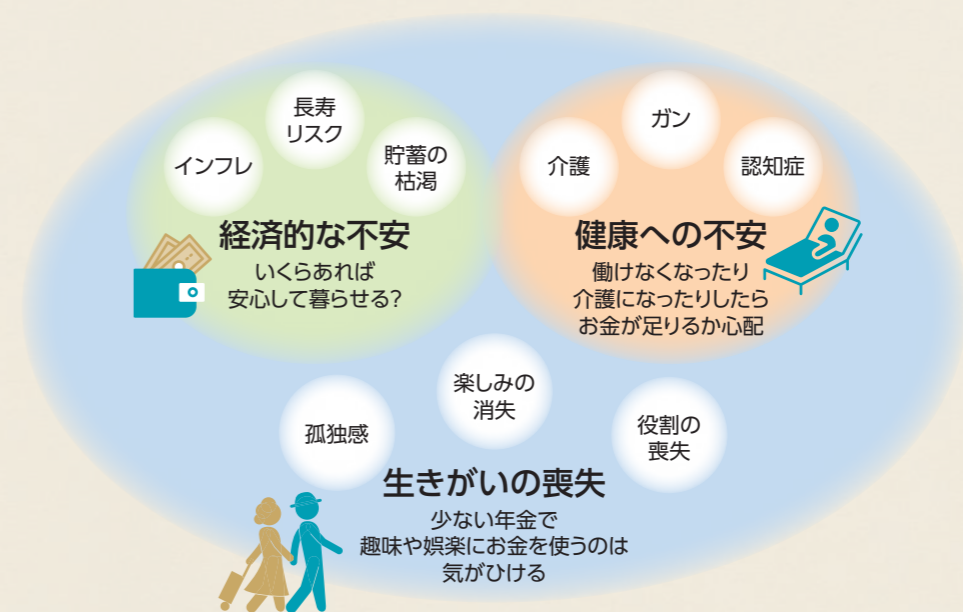 インフレ
長寿
リスク
貯蓄の
枯渇
経済的な不安
いくらあれば
安心して暮らせる?
介護
ガン
認知症
健康への不安
働けなくなったり
介護になったりしたら
お金が足りるか心配
孤独感
楽しみの
消失
役割の
喪失
生きがいの喪失
少ない年金で
趣味や娯楽にお金を使うのは
気がひける